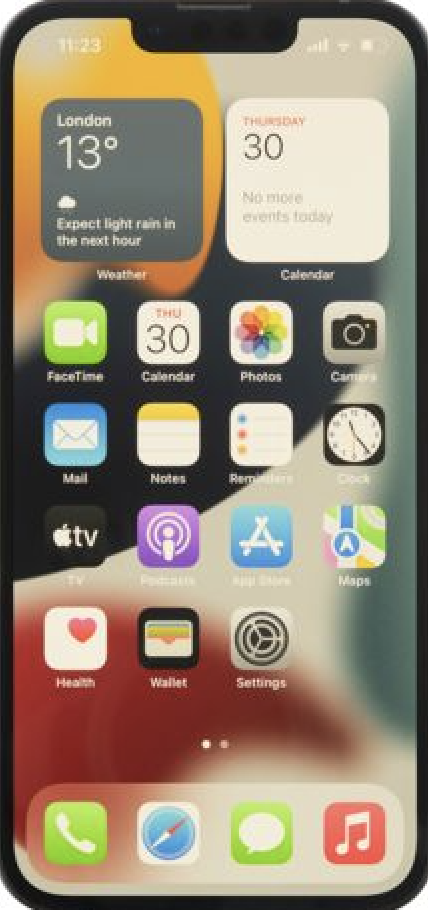 11:23
London
13°
Expect light rain in
the next hour
Weather
THURSDAY
30
No more
events today
Calendar
THU
30
FaceTime
Calendar
Photos
Camera
Mail
Notes
Reminders
Clock
tv
TV
Podcasts
App Store
Maps
Health
Wallet
Settings